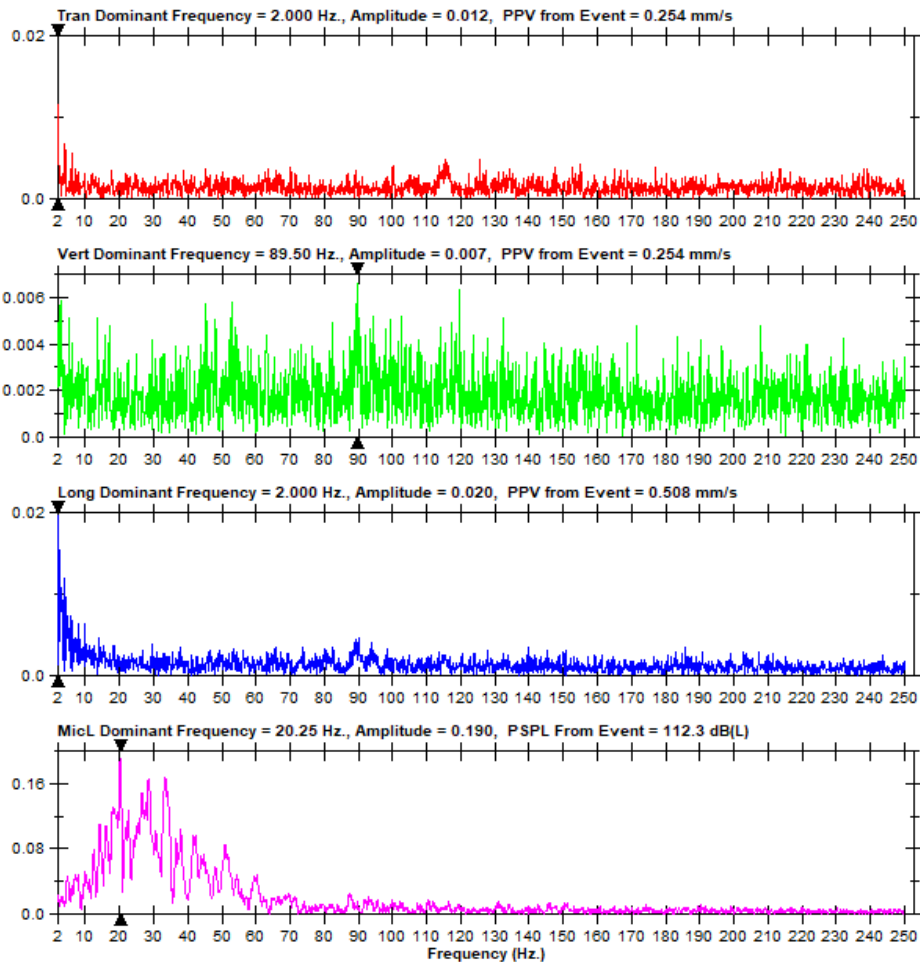 Tran Dominant Frequency = 2.000 Hz., Amplitude = 0.012, PPV from Event = 0.254 mm/s
0.02
0.0
2 10 20 30 40 50 60 70 80 90 100 110 120 130 140 150 160 170 180 190 200 210 220 230 240 250
Vert Dominant Frequency = 89.50 Hz., Amplitude = 0.007, PPV from Event = 0.254 mm/s
0.006
0.004
0.002
0.0
2 10 20 30 40 50 60 70 80 90 100 110 120 130 140 150 160 170 180 190 200 210 220 230 240 250
Long Dominant Frequency = 2.000 Hz., Amplitude = 0.020, PPV from Event = 0.508 mm/s
0.02
0.0
2 10 20 30 40 50 60 70 80 90 100 110 120 130 140 150 160 170 180 190 200 210 220 230 240 250
MicL Dominant Frequency = 20.25 Hz., Amplitude = 0.190, PSPL From Event = 112.3 dB(L)
0.16
0.08
0.0
2 10 20 30 40 50 60 70 80 90 100 110 120 130 140 150 160 170 180 190 200 210 220 230 240 250
Frequency (Hz.)